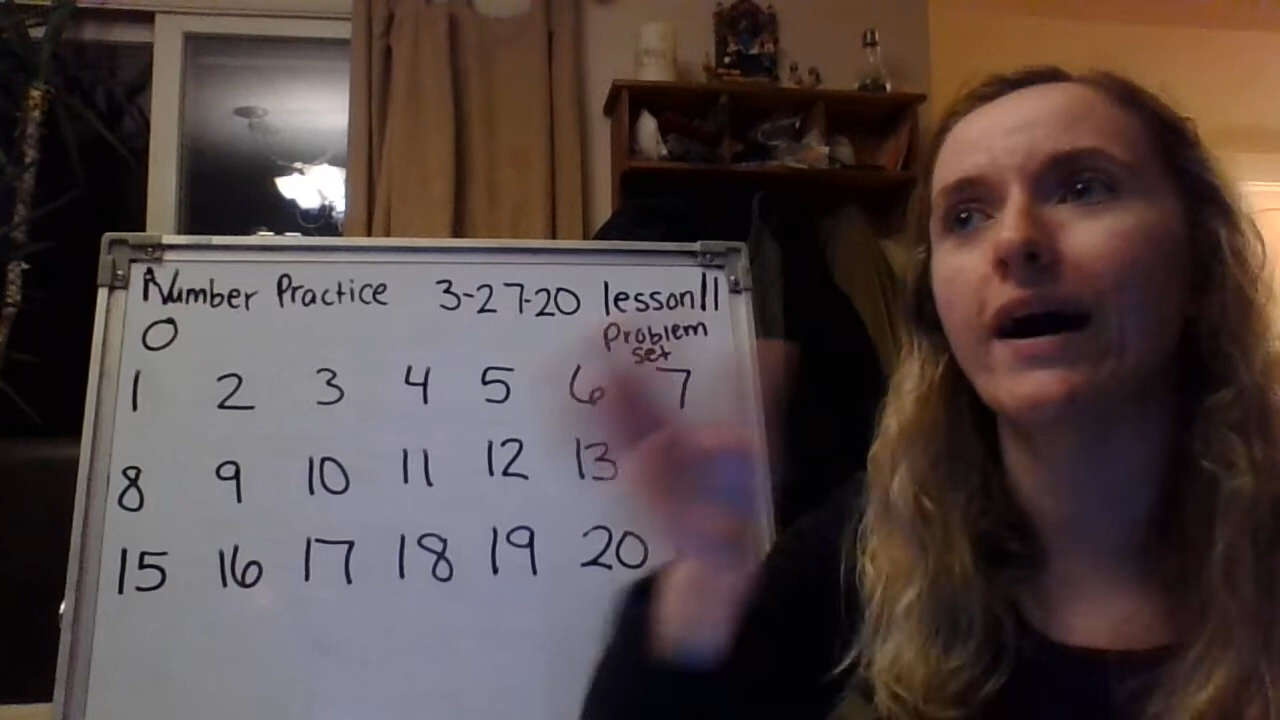 Number Practice 3-27-20 lesson 11
0 Problem
set
1 2 3 4 5 6 7
8 9 10 11 12 13
15 16 17 18 19 20